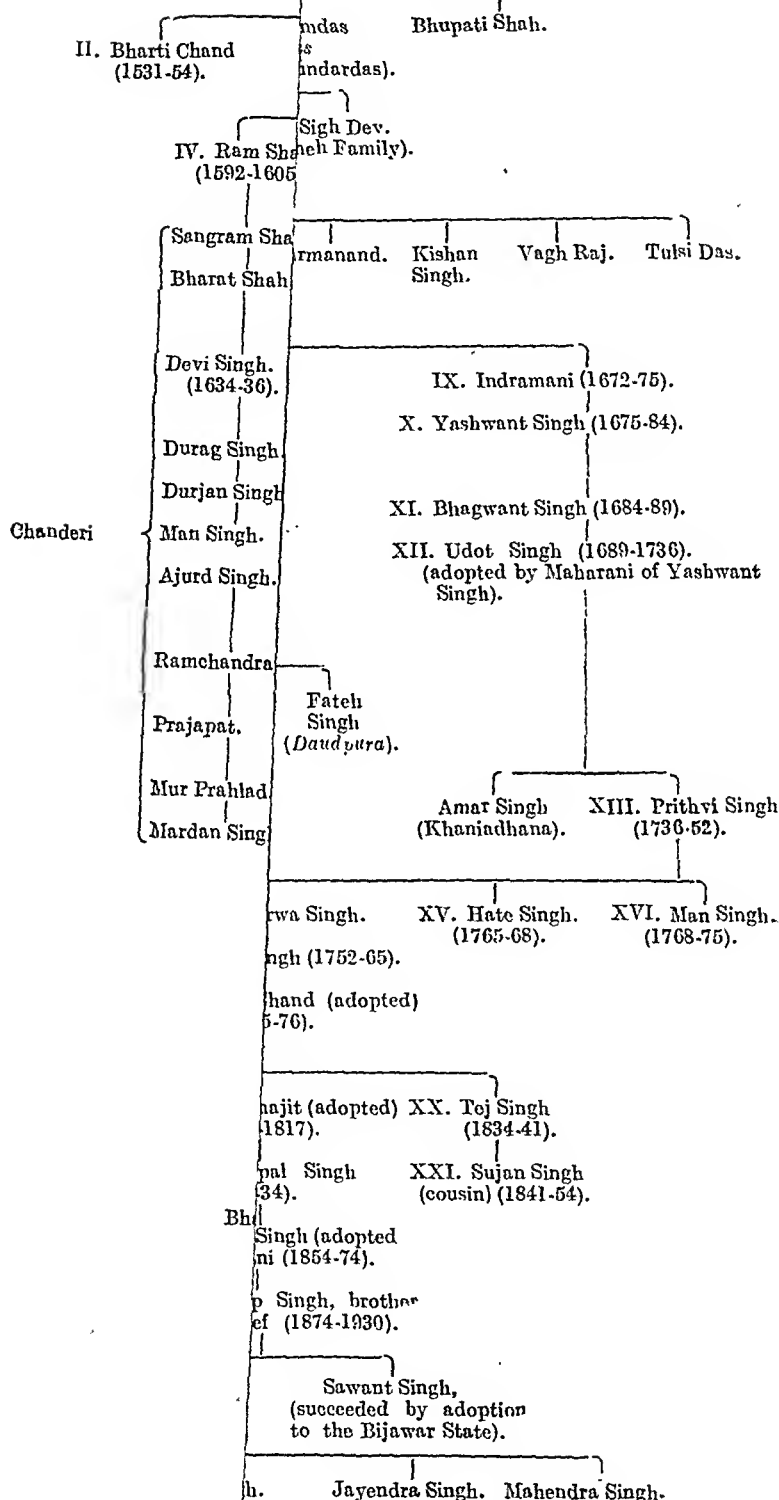 mdas Bhupati Shah.
II. Bharti Chand
(1531-54).
s
ndardas).
Sigh Dev.
IV. Ram Sha
neh Family).
(1592-1605
Sangram Sha
rmanand. Kishan Singh. Vagh Raj. Tulsi Das.
Bharat Shah
Devi Singh.
(1634-36).
IX. Indramani (1672-75).
X. Yashwant Singh (1675-84).
Durag Singh.
Durjan Singh
XI. Bhagwant Singh (1684-89).
Chanderi
Man Singh.
XII. Udot Singh (1689-1736).
(adopted by Maharani of Yashwant
Singh).
Ajurd Singh.
Ramchandra
Fateh
Singh
(Daudpura).
Prajapat.
Mur Prahlad
Mardan Sing
Amar Singh
(Khaniadhana).
XIII. Prithvi Singh
(1736-52).
rwa Singh. XV. Hate Singh. XVI. Man Singh.
(1765-68). (1768-75).
ngh (1752-65).
hand (adopted)
5-76).
ajit (adopted) XX. Tej Singh
1817). (1834-41).
pal Singh XXI. Sujan Singh
34). (cousin) (1841-54).
Bha
Singh (adopted
ni (1854-74).
p Singh, brother
ef (1874-1930).
Sawant Singh,
(succeeded by adoption
to the Bijawar State).
h. Jayendra Singh. Mahendra Singh.